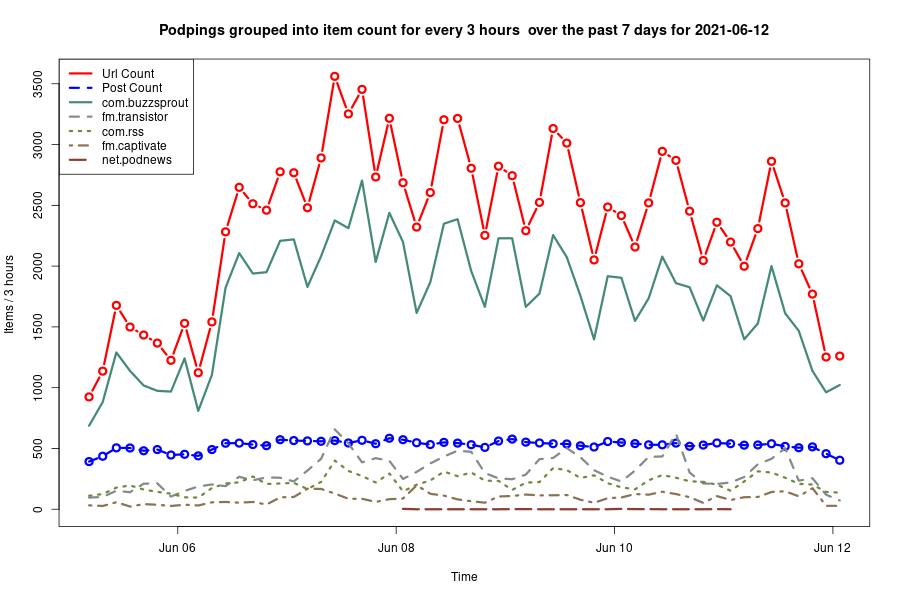 Podpings grouped into item count for every 3 hours  over the past 7 days for 2021-06-12
Url Count
Post Count
com.buzzsprout
fm.transistor
com.rss
fm.captivate
net.podnews
Items / 3 hours
3500
3000
2500
2000
1500
1000
500
0
Jun 06
Jun 08
Jun 10
Jun 12
Time